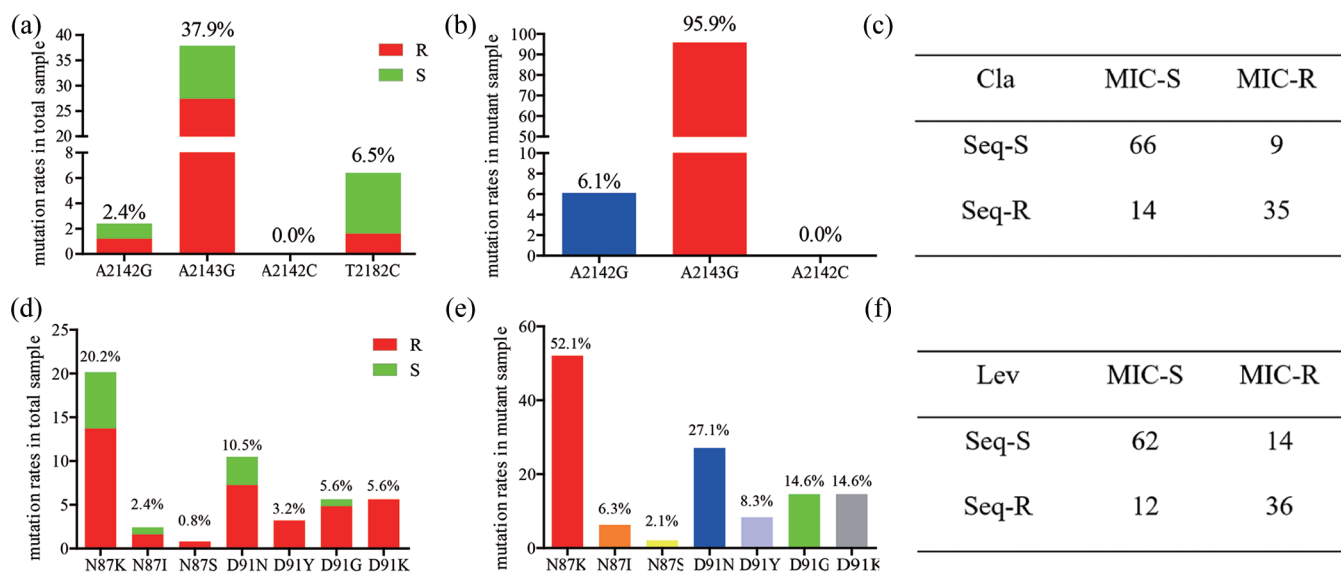 (a)
mutation rates in total sample
40
35
30
25
20
8
6
4
2
0
2.4%
37.9%
0.0%
6.5%
R
S
A2142G A2143G A2142C T2182C
(b)
mutation rates in mutant sample
100
90
80
70
60
50
10
8
6
4
2
0
6.1%
95.9%
0.0%
A2142G A2143G A2142C
(c)
Cla MIC-S MIC-R
Seq-S 66 9
Seq-R 14 35
(d)
mutation rates in total sample
25
20
15
10
5
0
20.2%
2.4%
0.8%
10.5%
3.2%
5.6%
5.6%
R
S
N87K N87I N87S D91N D91Y D91G D91K
(e)
mutation rates in mutant sample
60
40
20
0
52.1%
6.3%
2.1%
27.1%
8.3%
14.6%
14.6%
N87K N87I N87S D91N D91Y D91G D91K
(f)
Lev MIC-S MIC-R
Seq-S 62 14
Seq-R 12 36